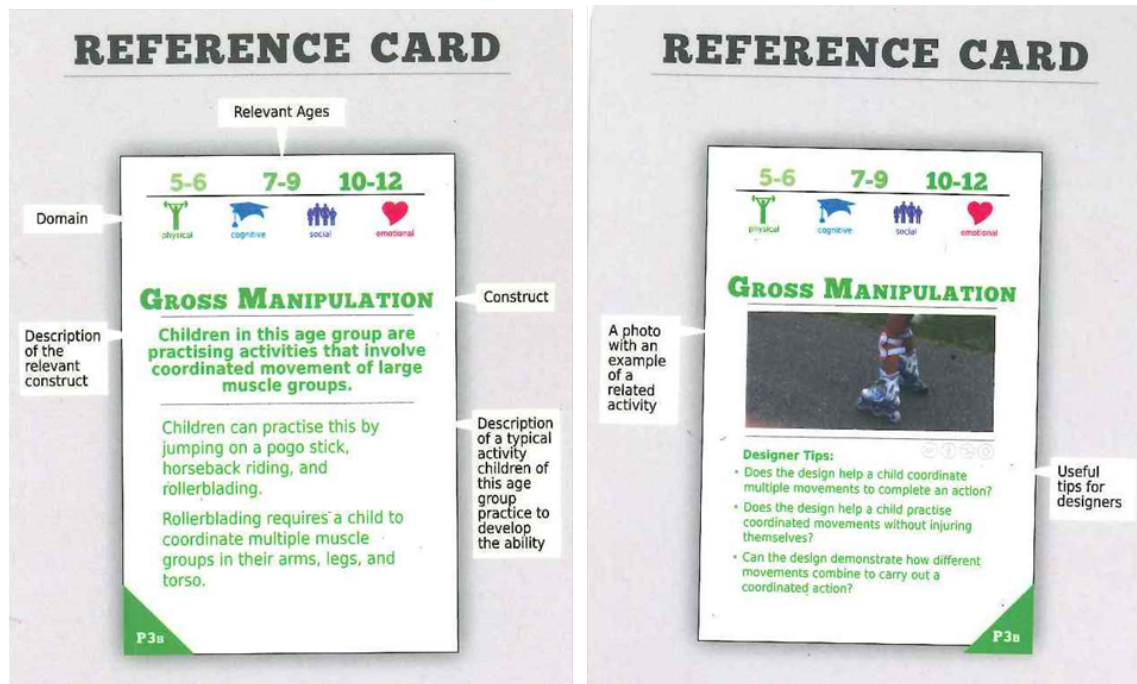 REFERENCE CARD
Relevant Ages
5-6 7-9 10-12
Domain
physical cognitive social emotional
GROSS MANIPULATION
Construct
Description
of the
relevant
construct
Children in this age group are
practising activities that involve
coordinated movement of large
muscle groups.
Children can practise this by
jumping on a pogo stick,
horseback riding, and
rollerblading.
Rollerblading requires a child to
coordinate multiple muscle
groups in their arms, legs, and
torso.
Description
of a typical
activity
children of
this age
group
practice to
develop
the ability
P3B
REFERENCE CARD
5-6 7-9 10-12
physical cognitive social emotional
GROSS MANIPULATION
A photo
with an
example
of a
related
activity
Designer Tips:
• Does the design help a child coordinate
multiple movements to complete an action?
• Does the design help a child practise
coordinated movements without injuring
themselves?
• Can the design demonstrate how different
movements combine to carry out a
coordinated action?
Useful
tips for
designers
P3B